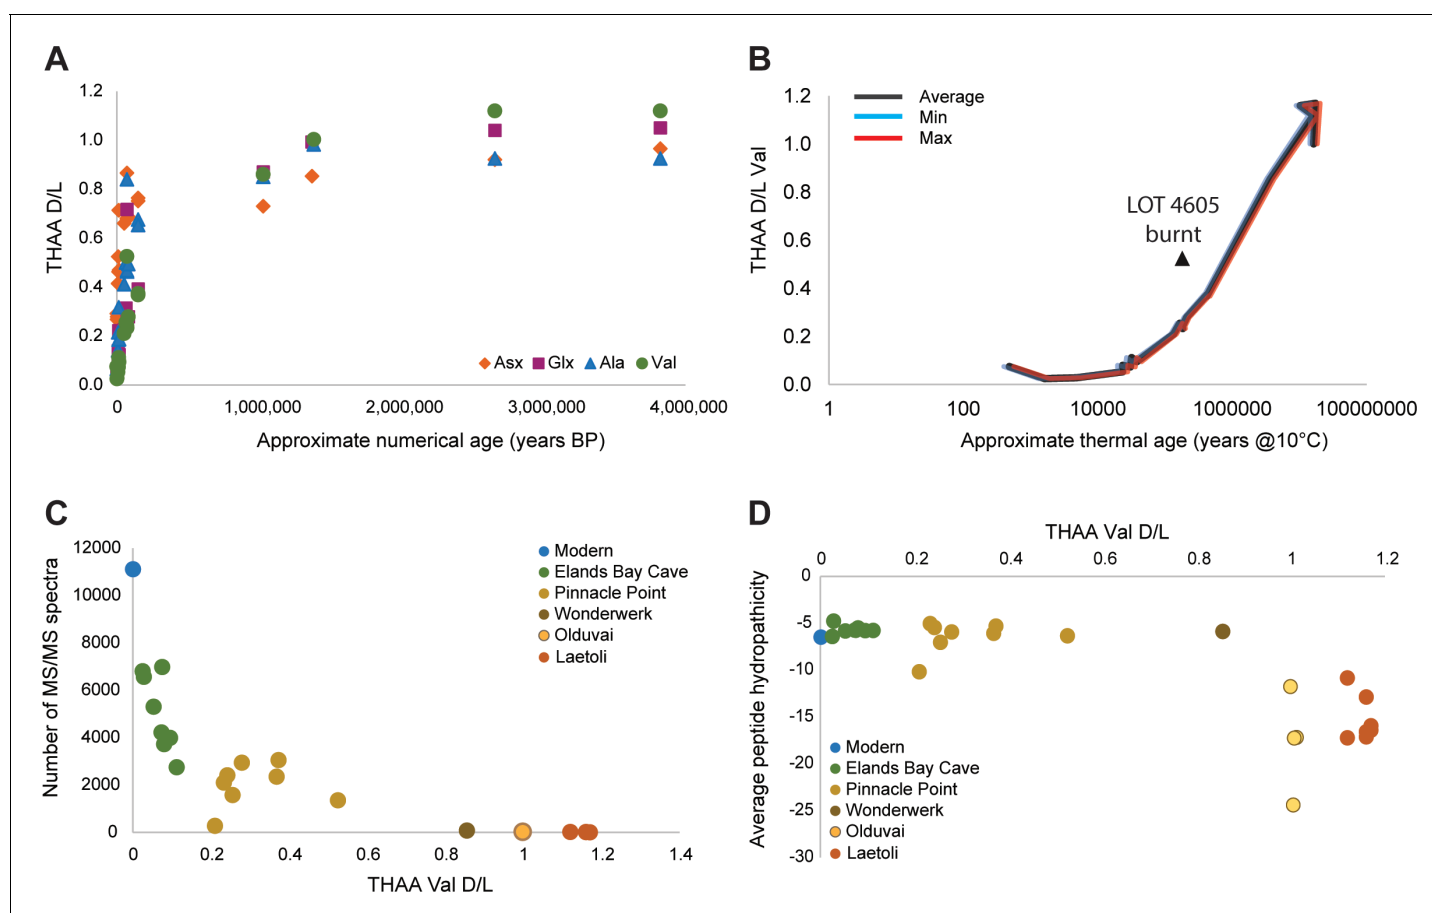 A
THAA D/L
1.2
1.0
0.8
0.6
0.4
0.2
0.0
Asx Glx Ala Val
0 1,000,000 2,000,000 3,000,000 4,000,000
Approximate numerical age (years BP)
B
THAA D/L Val
1.2
1.0
0.8
0.6
0.4
0.2
0.0
Average
Min
Max
LOT 4605
burnt
1 100 10000 1000000 100000000
Approximate thermal age (years @10°C)
C
Number of MS/MS spectra
12000
10000
8000
6000
4000
2000
0
Modern
Elands Bay Cave
Pinnacle Point
Wonderwerk
Olduvai
Laetoli
0 0.2 0.4 0.6 0.8 1 1.2 1.4
THAA Val D/L
D
THAA Val D/L
0 0.2 0.4 0.6 0.8 1 1.2
Average peptide hydropathicity
0
-5
-10
-15
-20
-25
-30
Modern
Elands Bay Cave
Pinnacle Point
Wonderwerk
Olduvai
Laetoli